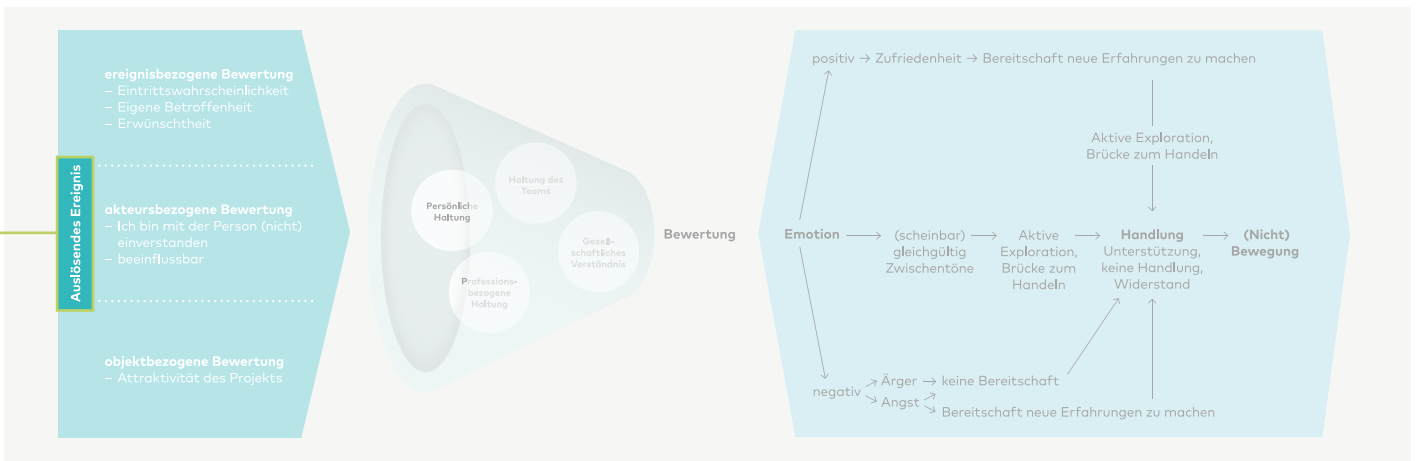 Auslösendes Ereignis
ereignisbezogene Bewertung
– Eintrittswahrscheinlichkeit
– Eigene Betroffenheit
– Erwünschtheit
akteursbezogene Bewertung
– Ich bin mit der Person (nicht)
einverstanden
– beeinflussbar
objektbezogene Bewertung
– Attraktivität des Projekts
Persönliche
Haltung
Haltung des
Teams
Gesell-
schaftliches
Verständnis
Professions-
bezogene
Haltung
Bewertung
Emotion
positiv → Zufriedenheit → Bereitschaft neue Erfahrungen zu machen
Aktive Exploration,
Brücke zum Handeln
(scheinbar)
gleichgültig
Zwischentöne
Aktive
Exploration,
Brücke zum
Handeln
Handlung
Unterstützung,
keine Handlung,
Widerstand
(Nicht)
Bewegung
negativ
Ärger → keine Bereitschaft
Angst
Bereitschaft neue Erfahrungen zu machen